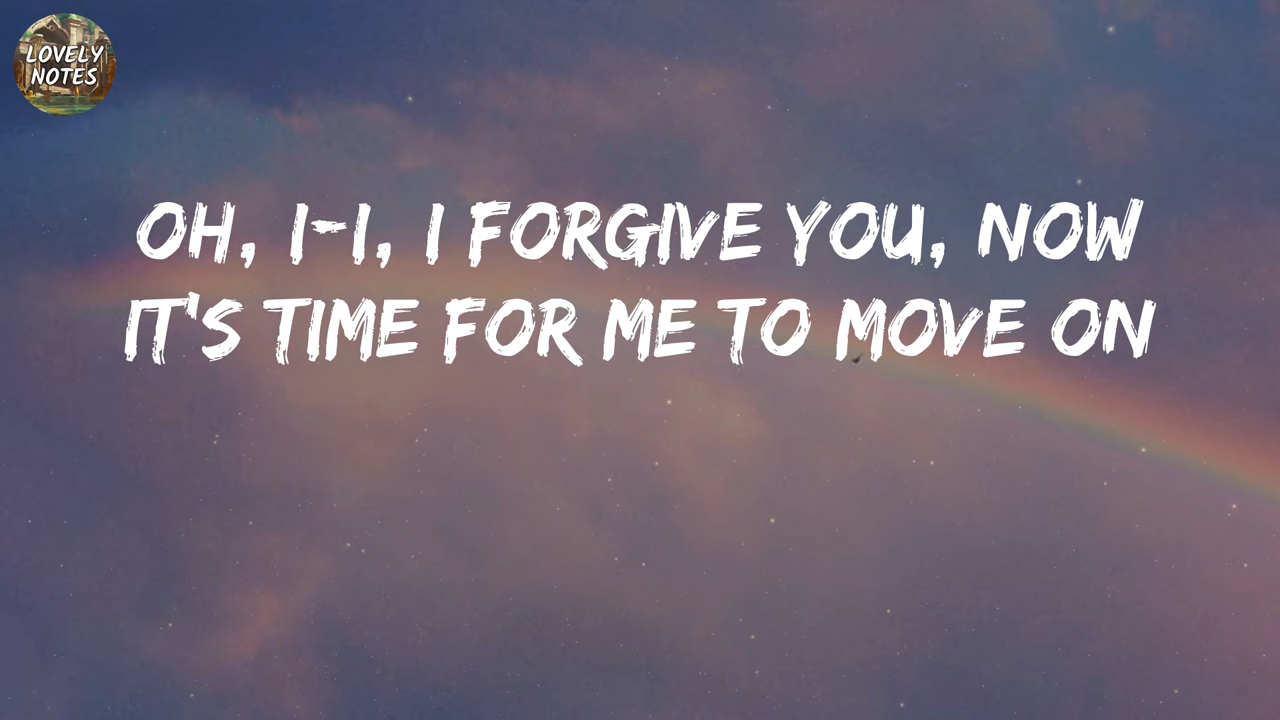 LOVELY
NOTES
OH, I-I, I FORGIVE YOU, NOW
IT'S TIME FOR ME TO MOVE ON